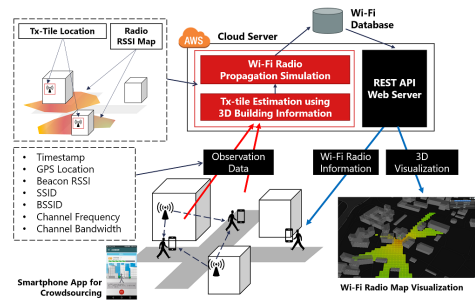 Tx-Tile Location
Radio
RSSI Map
AWS
Cloud Server
Wi-Fi
Database
Wi-Fi Radio
Propagation Simulation
Tx-tile Estimation using
3D Building Information
REST API
Web Server
• Timestamp
• GPS Location
• Beacon RSSI
• SSID
• BSSID
• Channel Frequency
• Channel Bandwidth
Observation
Data
Wi-Fi Radio
Information
3D
Visualization
Smartphone App for
Crowdsourcing
Wi-Fi Radio Map Visualization